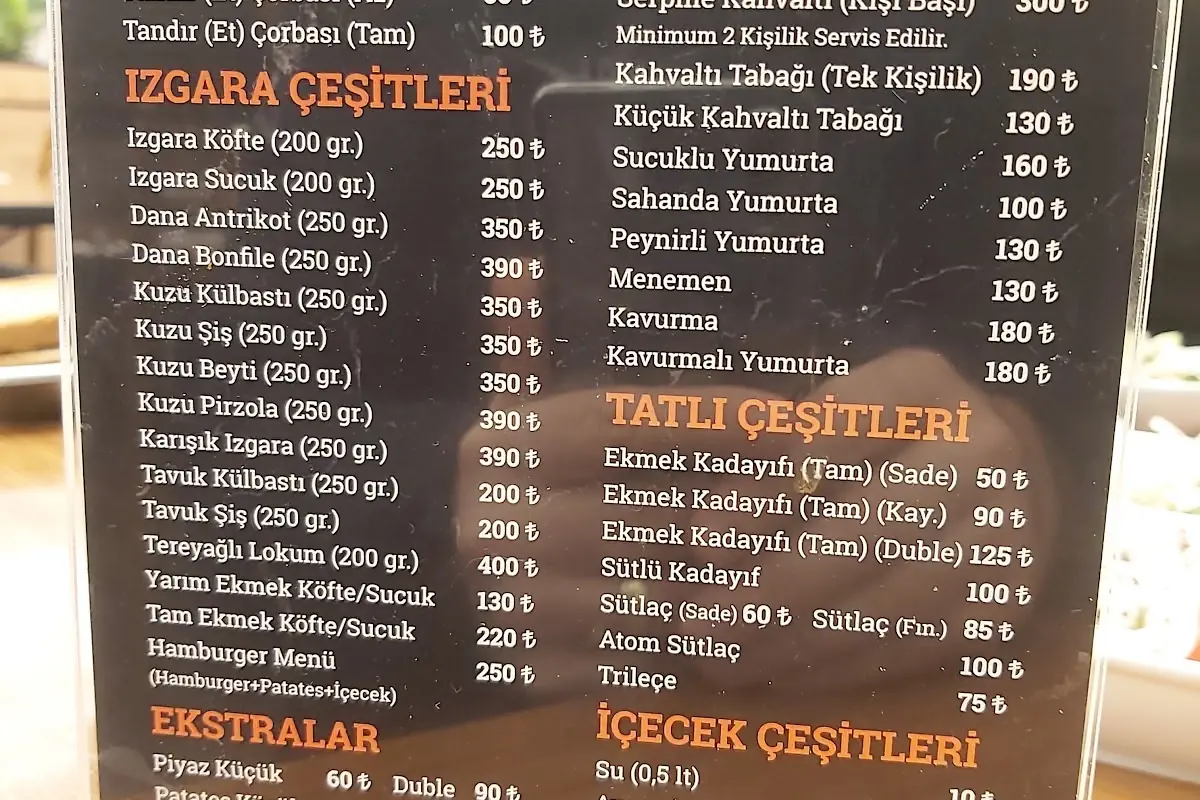 Tandır (Et) Çorbası (Tam) 100 ₺
IZGARA ÇEŞİTLERİ
Izgara Köfte (200 gr.) 250 ₺
Izgara Sucuk (200 gr.) 250 ₺
Dana Antrikot (250 gr.) 350 ₺
Dana Bonfile (250 gr.) 390 ₺
Kuzu Külbastı (250 gr.) 350 ₺
Kuzu Şiş (250 gr.) 350 ₺
Kuzu Beyti (250 gr.) 350 ₺
Kuzu Pirzola (250 gr.) 390 ₺
Karışık Izgara (250 gr.) 390 ₺
Tavuk Külbastı (250 gr.) 200 ₺
Tavuk Şiş (250 gr.) 200 ₺
Tereyağlı Lokum (200 gr.) 400 ₺
Yarım Ekmek Köfte/Sucuk 130 ₺
Tam Ekmek Köfte/Sucuk 220 ₺
Hamburger Menü 250 ₺
(Hamburger+Patates+İçecek)
EKSTRALAR
Piyaz Küçük 60 ₺ Duble 90 ₺
Serpme Kahvaltı (Kişi Başı) 300 ₺
Minimum 2 Kişilik Servis Edilir.
Kahvaltı Tabağı (Tek Kişilik) 190 ₺
Küçük Kahvaltı Tabağı 130 ₺
Sucuklu Yumurta 160 ₺
Sahanda Yumurta 100 ₺
Peynirli Yumurta 130 ₺
Menemen 130 ₺
Kavurma 180 ₺
Kavurmalı Yumurta 180 ₺
TATLI ÇEŞİTLERİ
Ekmek Kadayıfı (Tam) (Sade) 50 ₺
Ekmek Kadayıfı (Tam) (Kay.) 90 ₺
Ekmek Kadayıfı (Tam) (Duble) 125 ₺
Sütlü Kadayıf 100 ₺
Sütlaç (Sade) 60 ₺ Sütlaç (Fın.) 85 ₺
Atom Sütlaç 100 ₺
Trileçe 75 ₺
İÇECEK ÇEŞİTLERİ
Su (0,5 lt) 10 ₺